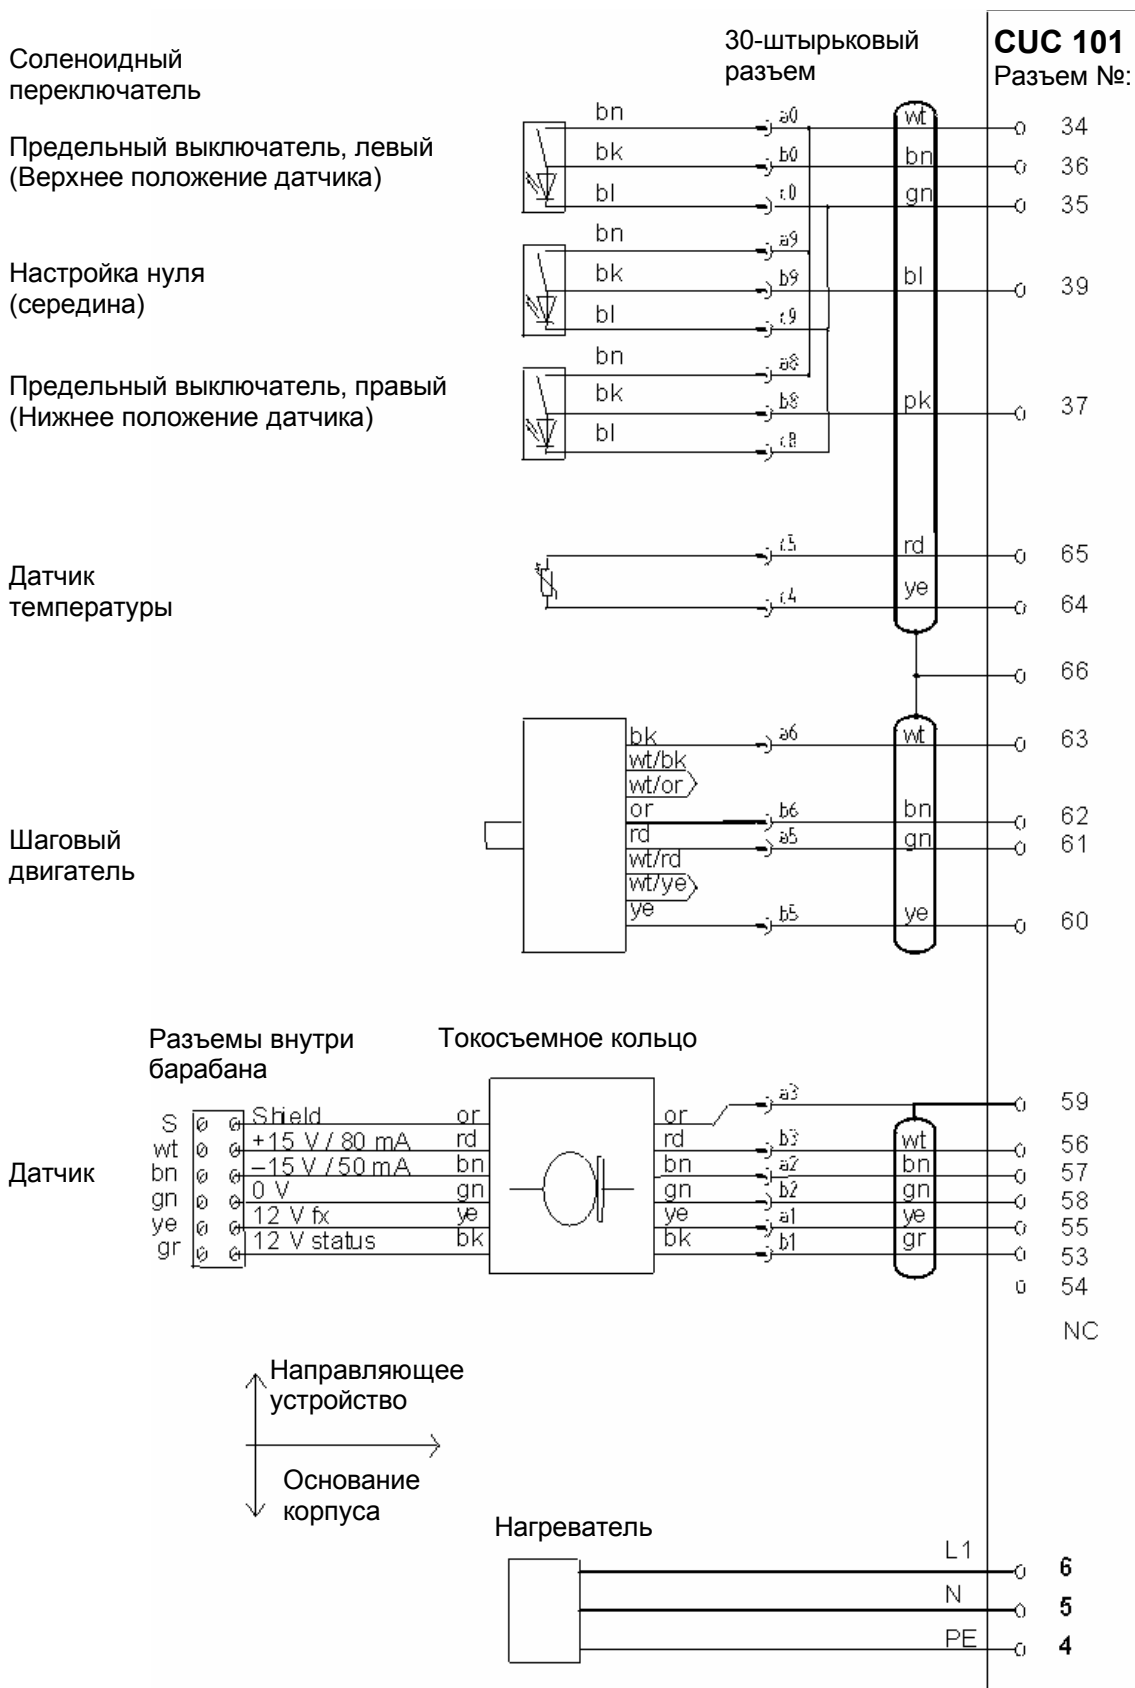 Соленоидный
переключатель
30-штырьковый
разъем
CUC 101
Разъем №:
Предельный выключатель, левый
(Верхнее положение датчика)
bn a0 wt 34
bk b0 bn 36
bl c0 gn 35
Настройка нуля
(середина)
bn a9
bk b9 bl 39
bl c9
Предельный выключатель, правый
(Нижнее положение датчика)
bn a8
bk b8 pk 37
bl c8
Датчик
температуры
c5 rd 65
c4 ye 64
66
Шаговый
двигатель
bk a6 wt 63
wt/bk
wt/or
or b6 bn 62
rd a5 gn 61
wt/rd
wt/ye
ye b5 ye 60
Разъемы внутри
барабана
Токосъемное кольцо
Датчик
S Shield or or a3 59
wt +15 V / 80 mA rd rd b3 wt 56
bn –15 V / 50 mA bn bn a2 bn 57
gn 0 V gn gn b2 gn 58
ye 12 V fx ye ye a1 ye 55
gr 12 V status bk bk b1 gr 53
54
NC
Направляющее
устройство
Основание
корпуса
Нагреватель
L1 6
N 5
PE 4